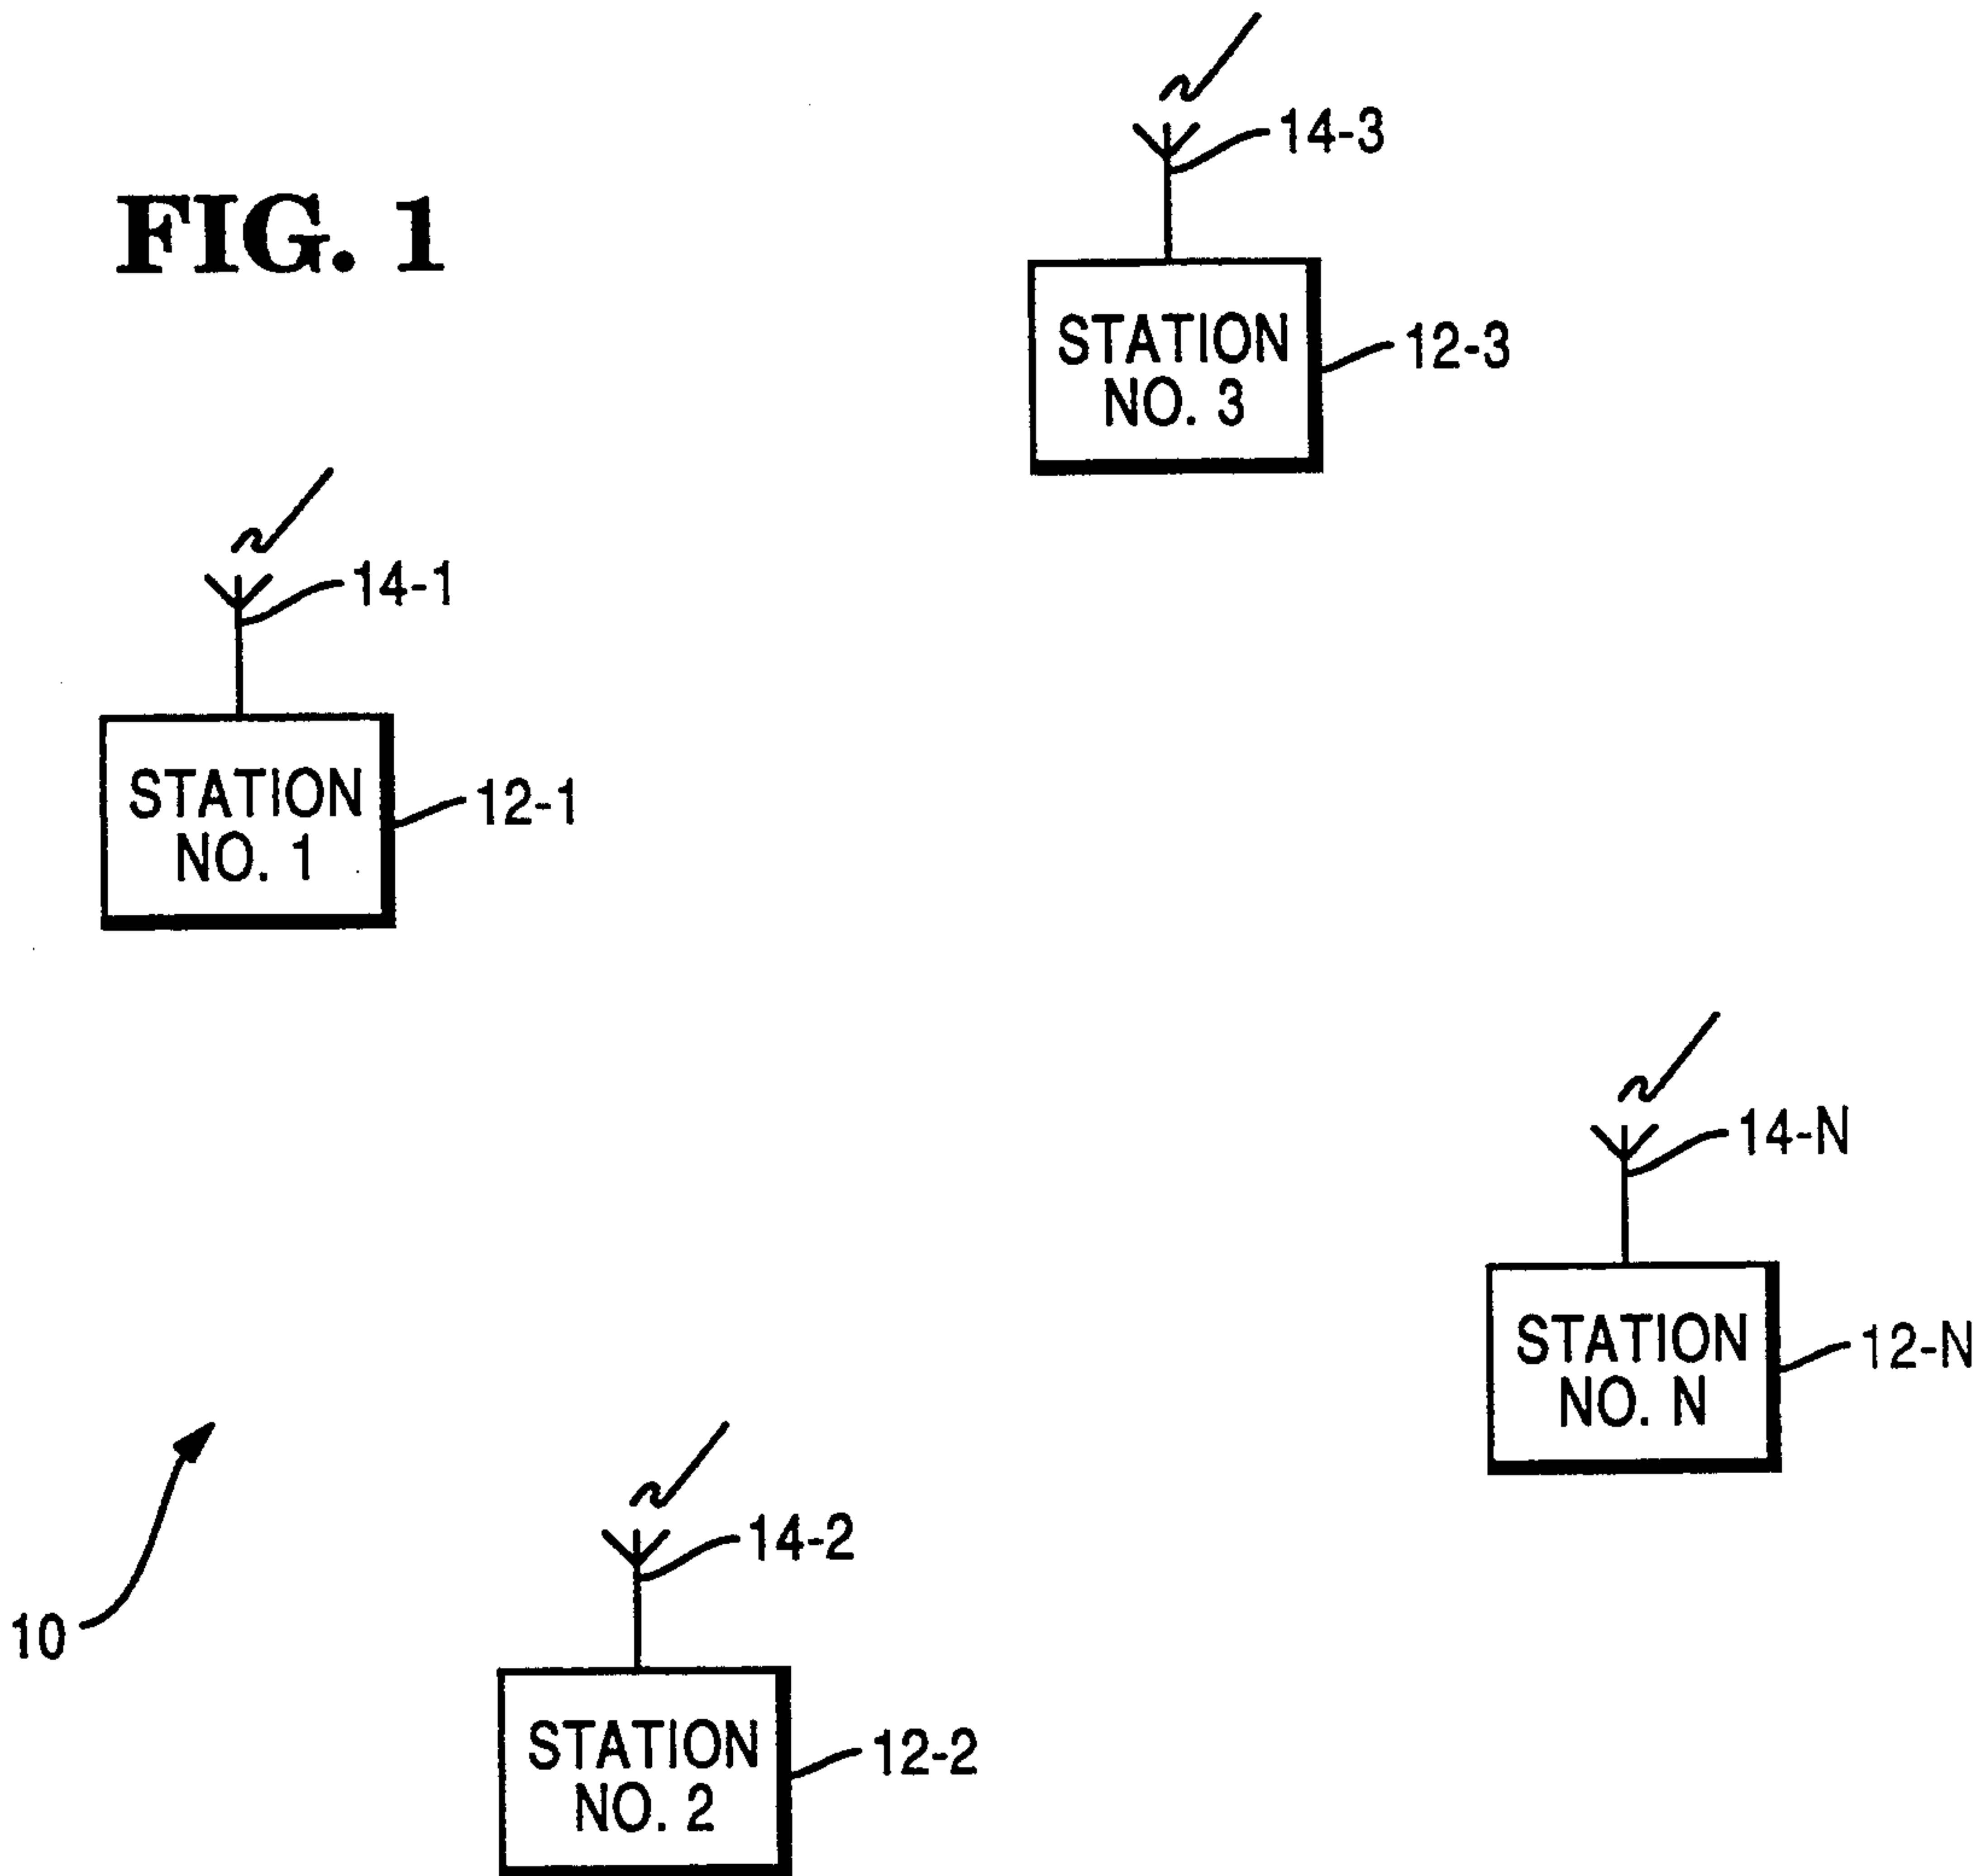 FIG. 1
14-3
STATION
NO. 3
12-3
14-1
STATION
NO. 1
12-1
14-N
STATION
NO. N
12-N
10
14-2
STATION
NO. 2
12-2